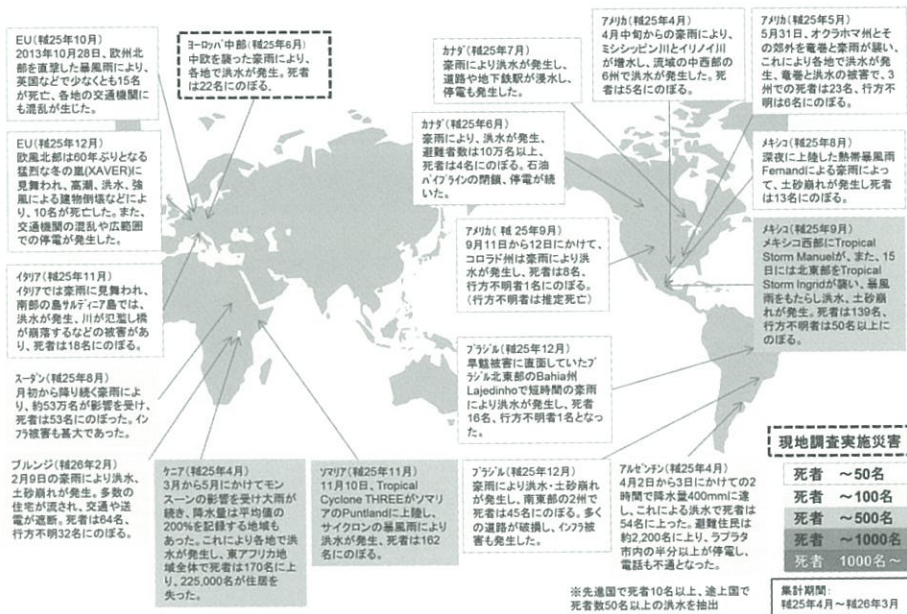 EU(平成25年10月)
2013年10月28日、欧州北
部を直撃した暴風雨により、
英国などで少なくとも15名
が死亡、各地の交通機関に
も混乱が生じた。
ヨーロッパ中部(平成25年6月)
中欧を襲った豪雨により、
各地で洪水が発生。死者
は22名にのぼる.
EU(平成25年12月)
欧風北部は60年ぶりとなる
猛烈な冬の嵐(XAVER)に
見舞われ、高潮、洪水、強
風による建物倒壊などによ
り、10名が死亡した。また、
交通機関の混乱や広範囲
での停電が発生した。
イタリア(平成25年11月)
イタリアでは豪雨に見舞われ、
南部の島サルディニア島では、
洪水が発生、川が氾濫し橋
が崩落するなどの被害があ
り、死者は18名にのぼる。
スーダン(平成25年8月)
月初から降り続く豪雨によ
り、約53万名が影響を受け、
死者は53名にのぼった。イン
フラ被害も甚大であった。
ブルンジ(平成26年2月)
2月9日の豪雨により洪水、
土砂崩れが発生。多数の
住宅が流され、交通や送
電が遮断。死者は64名、
行方不明32名にのぼる。
ケニア(平成25年4月)
3月から5月にかけてモン
スーンの影響を受け大雨が
続き、降水量は平均値の
200%を記録する地域も
あった。これにより各地で洪
水が発生し、東アフリカ地
域全体で死者は170名に上り、
225,000名が住居を
失った。
ソマリア(平成25年11月)
11月10日、Tropical
Cyclone THREEがソマリ
アのPuntlandに上陸し、
サイクロンの暴風雨により
洪水が発生、死者は162
名にのぼる。
カナダ(平成25年7月)
豪雨により洪水が発生し、
道路や地下鉄駅が浸水し、
停電も発生した。
カナダ(平成25年6月)
豪雨により、洪水が発生、
避難者数は10万名以上、
死者は4名にのぼる。石油
パイプラインの閉鎖、停電が続
いた。
アメリカ(平成25年4月)
4月中旬からの豪雨により、
ミシシッピン川とイリノイ川
が増水し、流域の中西部の
6州で洪水が発生した。死
者は5名にのぼる。
アメリカ(平成25年5月)
5月31日、オクラホマ州とそ
の郊外を竜巻と豪雨が襲い、
これにより各地で洪水が発
生、竜巻と洪水の被害で、3
州での死者は23名、行方不
明は6名にのぼる。
メキシコ(平成25年8月)
深夜に上陸した熱帯暴風雨
Fernandによる豪雨によっ
て、土砂崩れが発生し死者
は13名にのぼる。
アメリカ(平成25年9月)
9月11日から12日にかけて、
コロラド州は豪雨により洪
水が発生し、死者は8名、
行方不明者1名にのぼる。
(行方不明者は推定死亡)
メキシコ(平成25年9月)
メキシコ西部にTropical
Storm Manuelが、また、15
日には北東部をTropical
Storm Ingridが襲い、暴風
雨をもたらし洪水、土砂崩
れが発生。死者は139名、
行方不明者は50名以上に
のぼる。
ブラジル(平成25年12月)
旱魃被害に直面していたブ
ラジル北東部のBahia州
Lajedinhoで短時間の豪雨
により洪水が発生し、死者
16名、行方不明者1名となっ
た。
ブラジル(平成25年12月)
豪雨により洪水・土砂崩れ
が発生し、南東部の2州で
死者は45名にのぼる。多く
の道路が破損し、インフラ被
害も発生した。
アルゼンチン(平成25年4月)
4月2日から3日にかけての2
時間で降水量400mmに達
し、これによる洪水で死者は
54名に上った。避難住民は
約2,200名により、ラプラタ
市内の半分以上が停電し、
電話も不通となった。
現地調査実施災害
死者 ～50名
死者 ～100名
死者 ～500名
死者 ～1000名
死者 1000名～
※先進国で死者10名以上、途上国で
死者数50名以上の洪水を抽出
集計期間:
平成25年4月～平成26年3月